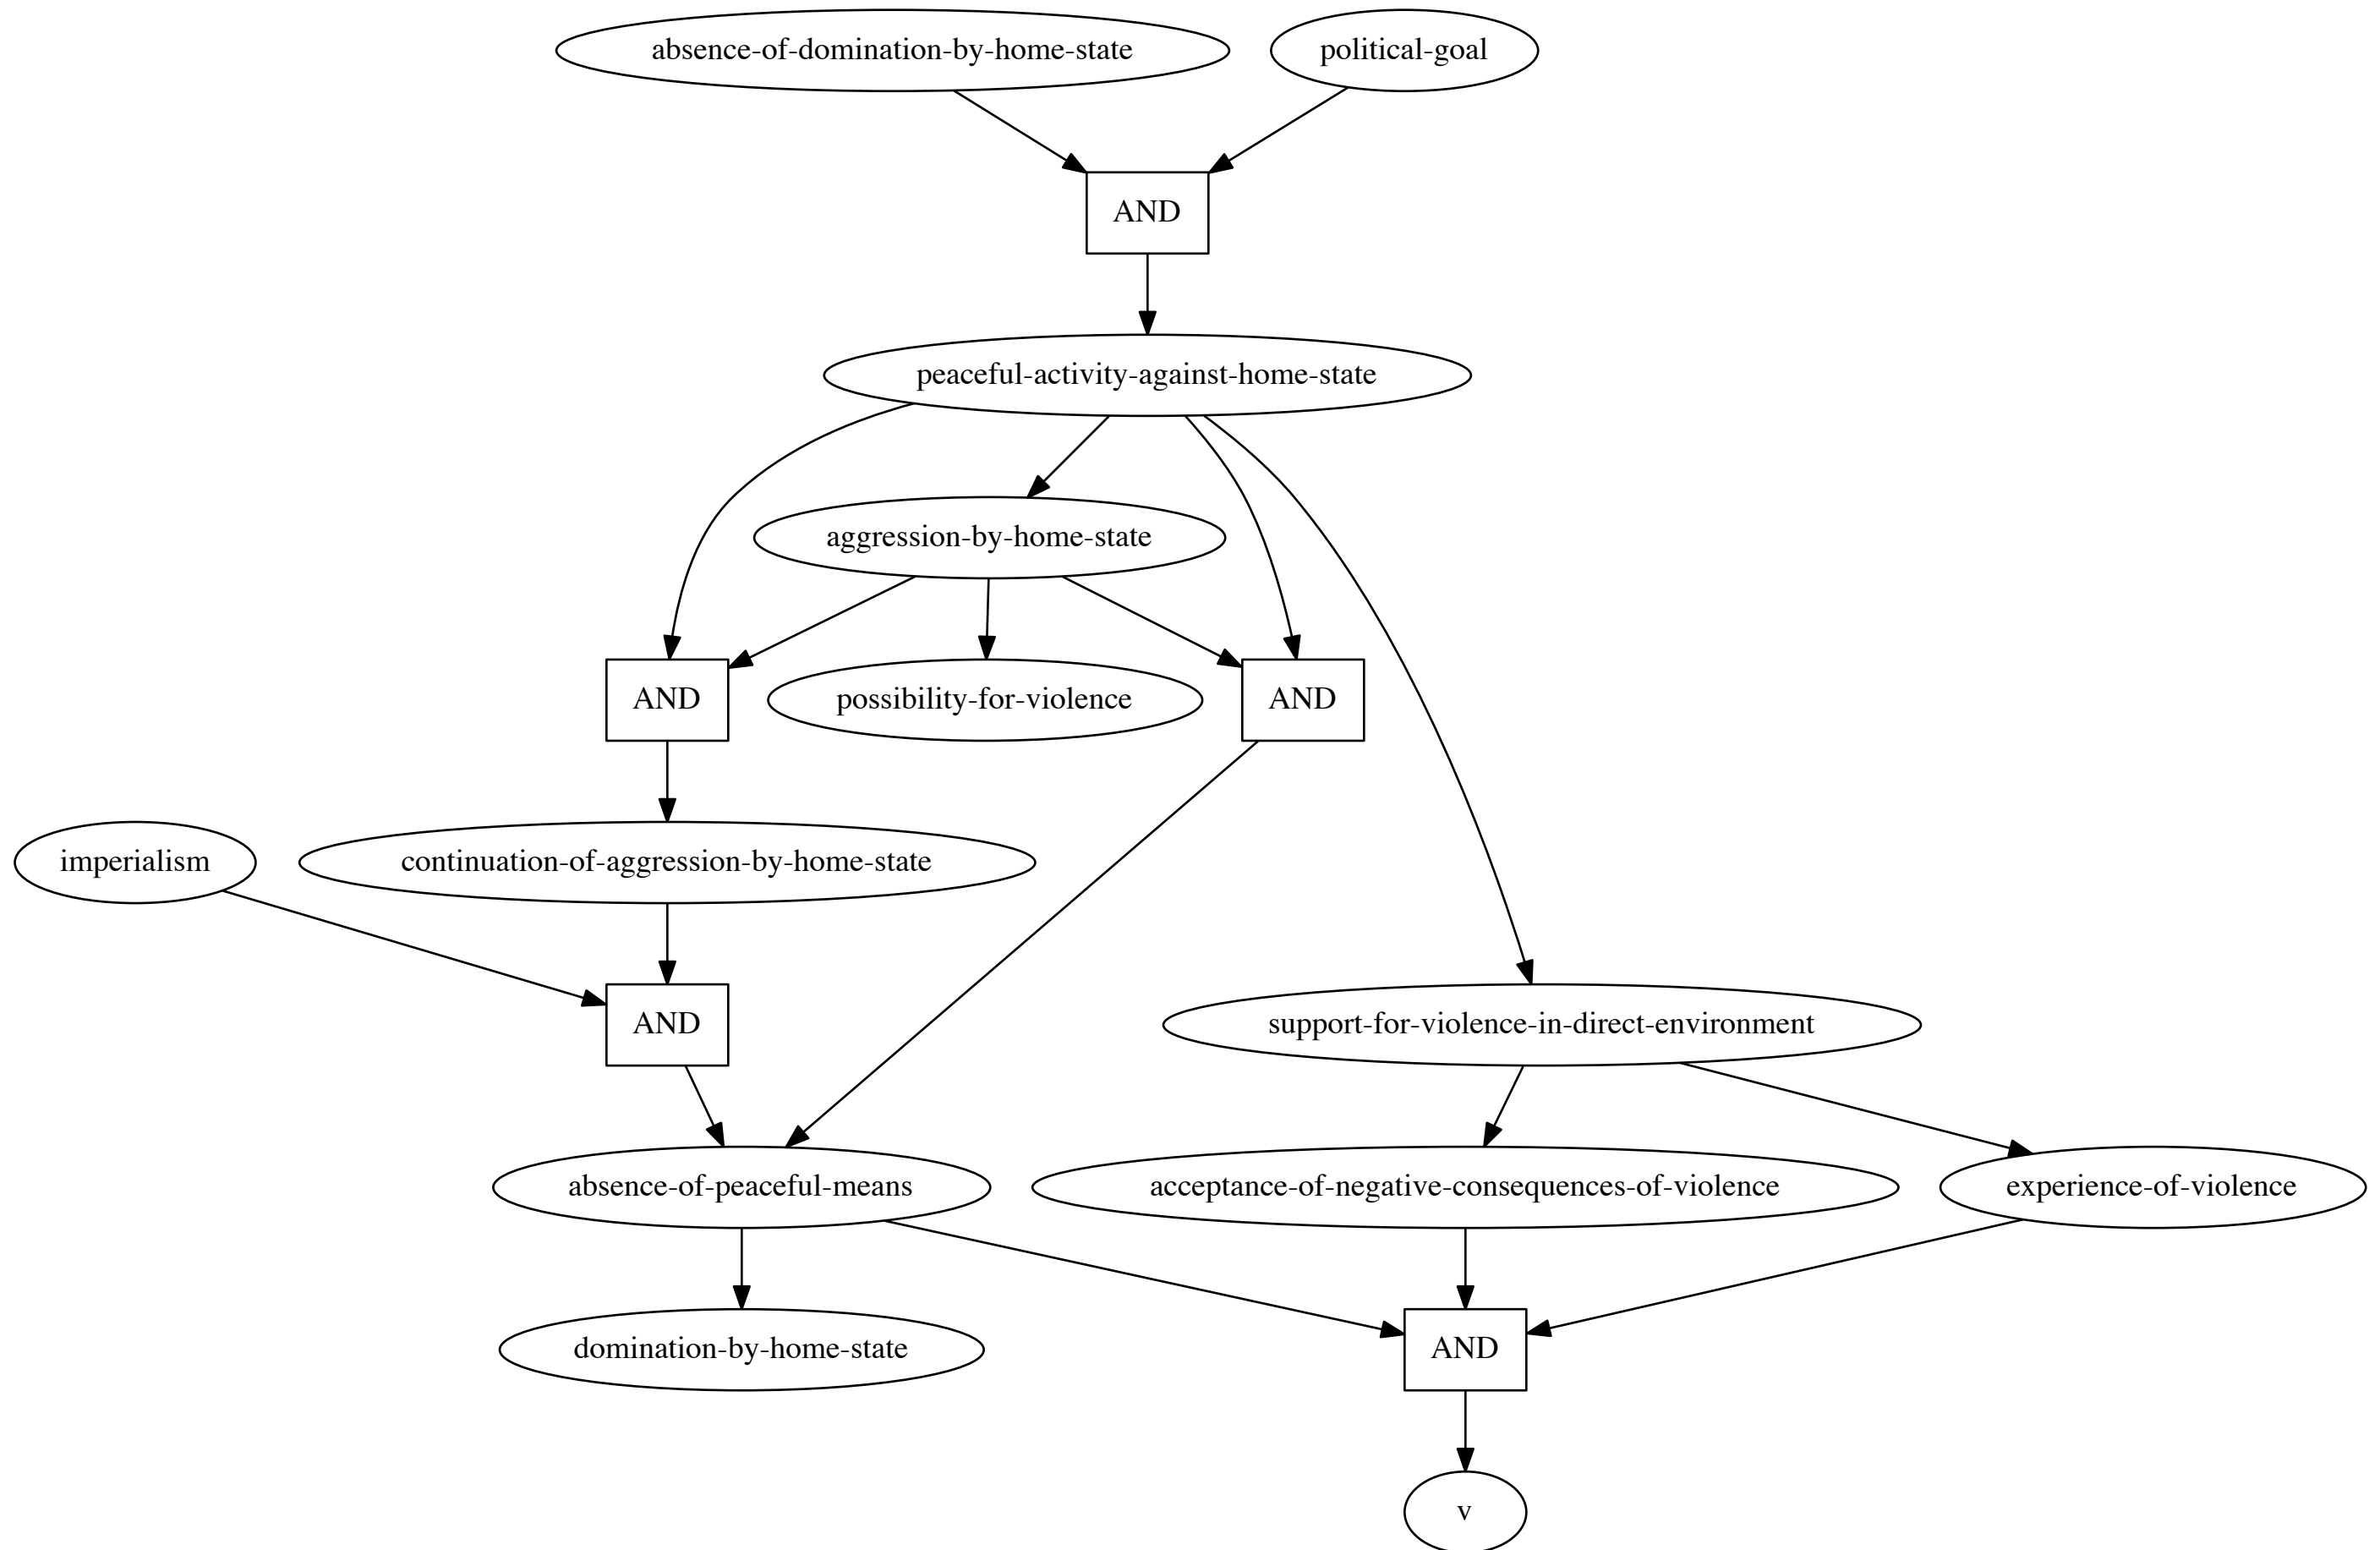 absence-of-domination-by-home-state
political-goal
AND
peaceful-activity-against-home-state
aggression-by-home-state
AND
possibility-for-violence
AND
imperialism
continuation-of-aggression-by-home-state
AND
support-for-violence-in-direct-environment
absence-of-peaceful-means
acceptance-of-negative-consequences-of-violence
experience-of-violence
domination-by-home-state
AND
v